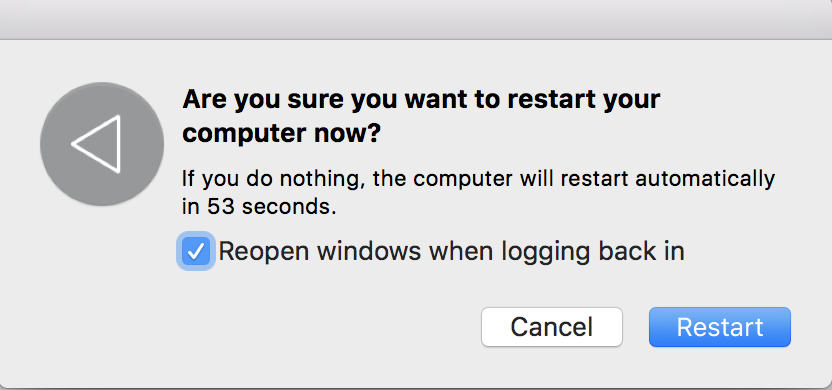 Are you sure you want to restart your
computer now?
If you do nothing, the computer will restart automatically
in 53 seconds.
Reopen windows when logging back in
Cancel
Restart